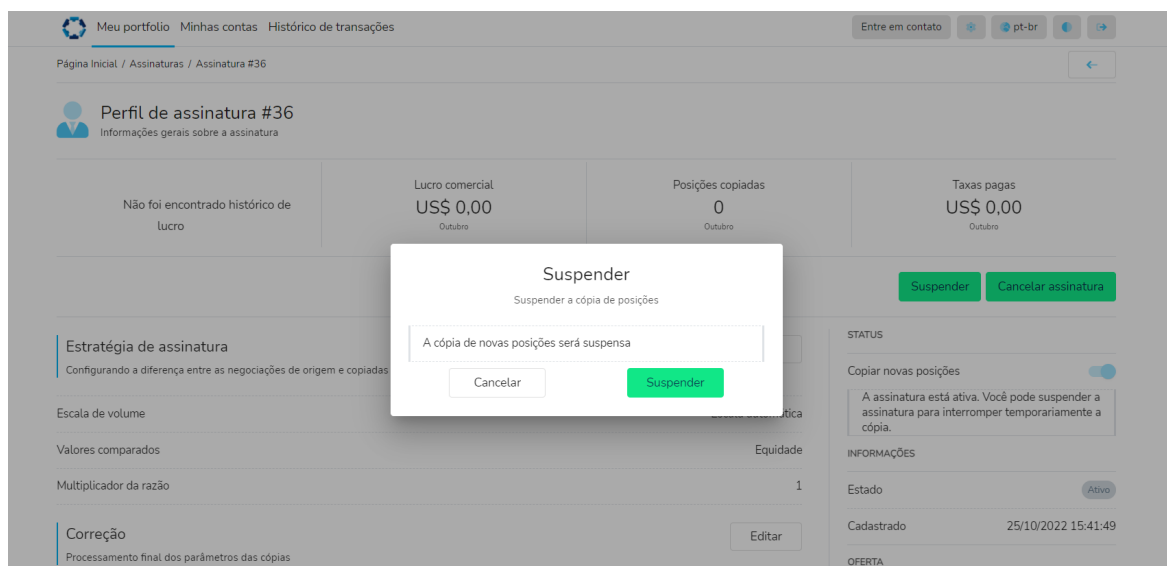 Meu portfolio Minhas contas Histórico de transações
Entre em contato
pt-br
Página Inicial / Assinaturas / Assinatura #36
Perfil de assinatura #36
Informações gerais sobre a assinatura
Não foi encontrado histórico de
lucro
Lucro comercial
US$ 0,00
Outubro
Posições copiadas
0
Outubro
Taxas pagas
US$ 0,00
Outubro
Suspender
Cancelar assinatura
Suspender
Suspender a cópia de posições
A cópia de novas posições será suspensa
Cancelar
Suspender
Estratégia de assinatura
Configurando a diferença entre as negociações de origem e copiadas
Escala de volume
Valores comparados
Equidade
Multiplicador da razão
1
Correção
Processamento final dos parâmetros das cópias
Editar
STATUS
Copiar novas posições
A assinatura está ativa. Você pode suspender a
assinatura para interromper temporariamente a
cópia.
INFORMAÇÕES
Estado
Ativo
Cadastrado
25/10/2022 15:41:49
OFERTA